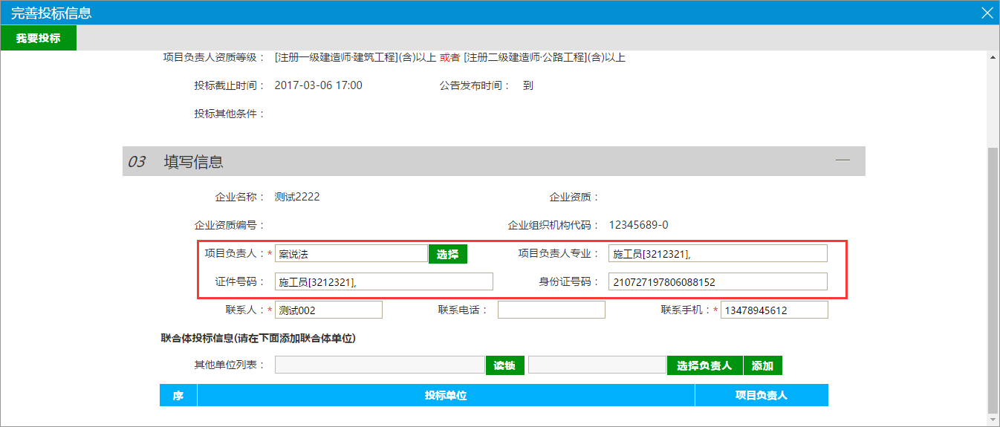 完善投标信息
我要投标
项目负责人资质等级： [注册一级建造师·建筑工程](含)以上 或者 [注册二级建造师·公路工程](含)以上
投标截止时间： 2017-03-06 17:00 公告发布时间： 到
投标其他条件：
03 填写信息
企业名称： 测试2222 企业资质：
企业资质编号： 企业组织机构代码： 12345689-0
项目负责人：* 案说法 选择 项目负责人专业： 施工员[3212321],
证件号码： 施工员[3212321], 身份证号码： 210727197806088152
联系人：* 测试002 联系电话： 联系手机：* 13478945612
联合体投标信息(请在下面添加联合体单位)
其他单位列表： 读锁 选择负责人 添加
序 投标单位 项目负责人